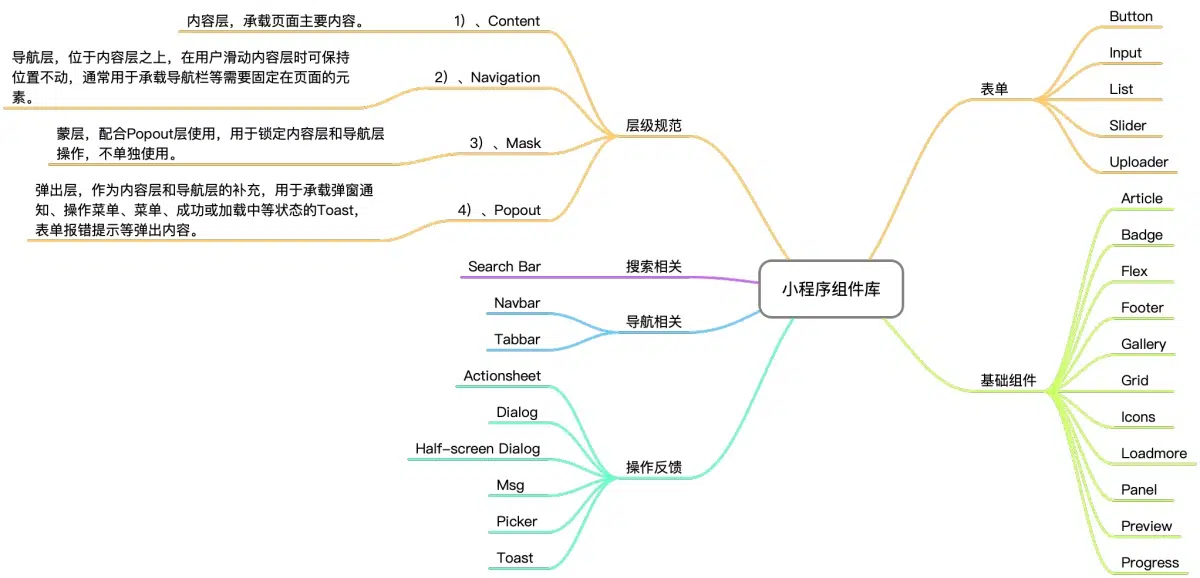 小程序组件库
表单
Button
Input
List
Slider
Uploader
基础组件
Article
Badge
Flex
Footer
Gallery
Grid
Icons
Loadmore
Panel
Preview
Progress
层级规范
1）、Content
内容层，承载页面主要内容。
2）、Navigation
导航层，位于内容层之上，在用户滑动内容层时可保持
位置不动，通常用于承载导航栏等需要固定在页面的元
素。
3）、Mask
蒙层，配合Popout层使用，用于锁定内容层和导航层
操作，不单独使用。
4）、Popout
弹出层，作为内容层和导航层的补充，用于承载弹窗通
知、操作菜单、菜单、成功或加载中等状态的Toast，
表单报错提示等弹出内容。
搜索相关
Search Bar
导航相关
Navbar
Tabbar
操作反馈
Actionsheet
Dialog
Half-screen Dialog
Msg
Picker
Toast